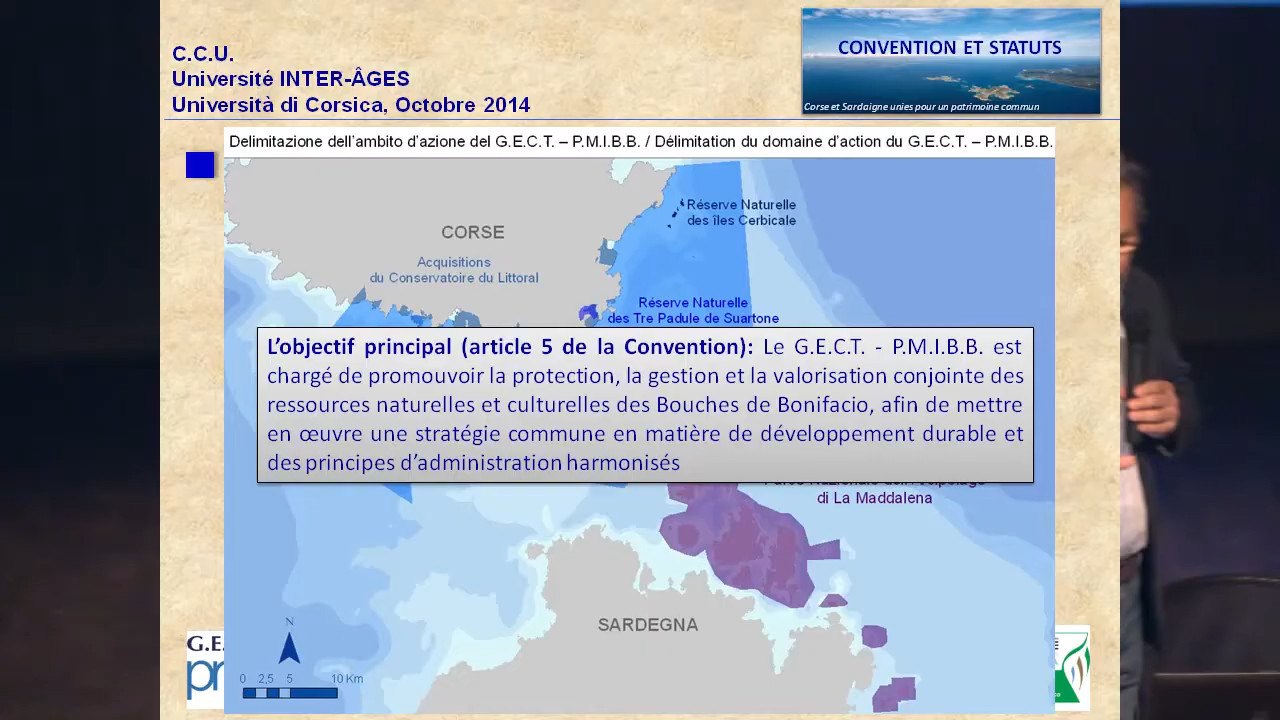 C.C.U.
Université INTER-ÂGES
Università di Corsica, Octobre 2014
CONVENTION ET STATUTS
Corse et Sardaigne unies pour un patrimoine commun
Delimitazione dell'ambito d'azione del G.E.C.T. – P.M.I.B.B. / Délimitation du domaine d'action du G.E.C.T. – P.M.I.B.B.
Réserve Naturelle
des îles Cerbicale
CORSE
Acquisitions
du Conservatoire du Littoral
Réserve Naturelle
des Tre Padule de Suartone
L'objectif principal (article 5 de la Convention): Le G.E.C.T. - P.M.I.B.B. est
chargé de promouvoir la protection, la gestion et la valorisation conjointe des
ressources naturelles et culturelles des Bouches de Bonifacio, afin de mettre
en œuvre une stratégie commune en matière de développement durable et
des principes d'administration harmonisés
di La Maddalena
SARDEGNA
N
0 2,5 5 10 Km
G.E
pr